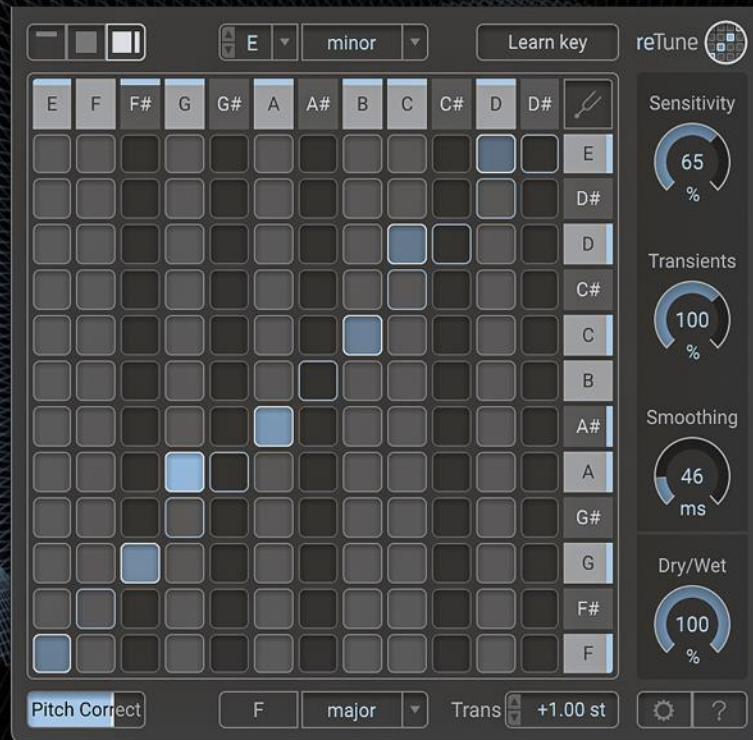 E minor Learn key reTune
E F F# G G# A A# B C C# D D#
E
D#
D
C#
C
B
A#
A
G#
G
F#
F
Sensitivity
65
%
Transients
100
%
Smoothing
46
ms
Dry/Wet
100
%
Pitch Correct F major Trans +1.00 st ?